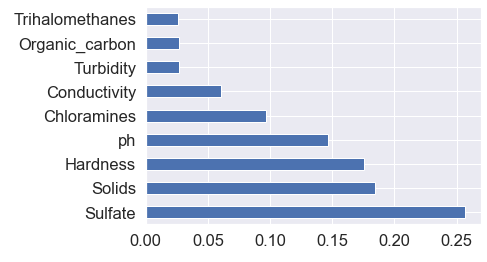 Trihalomethanes
Organic_carbon
Turbidity
Conductivity
Chloramines
ph
Hardness
Solids
Sulfate
0.00 0.05 0.10 0.15 0.20 0.25